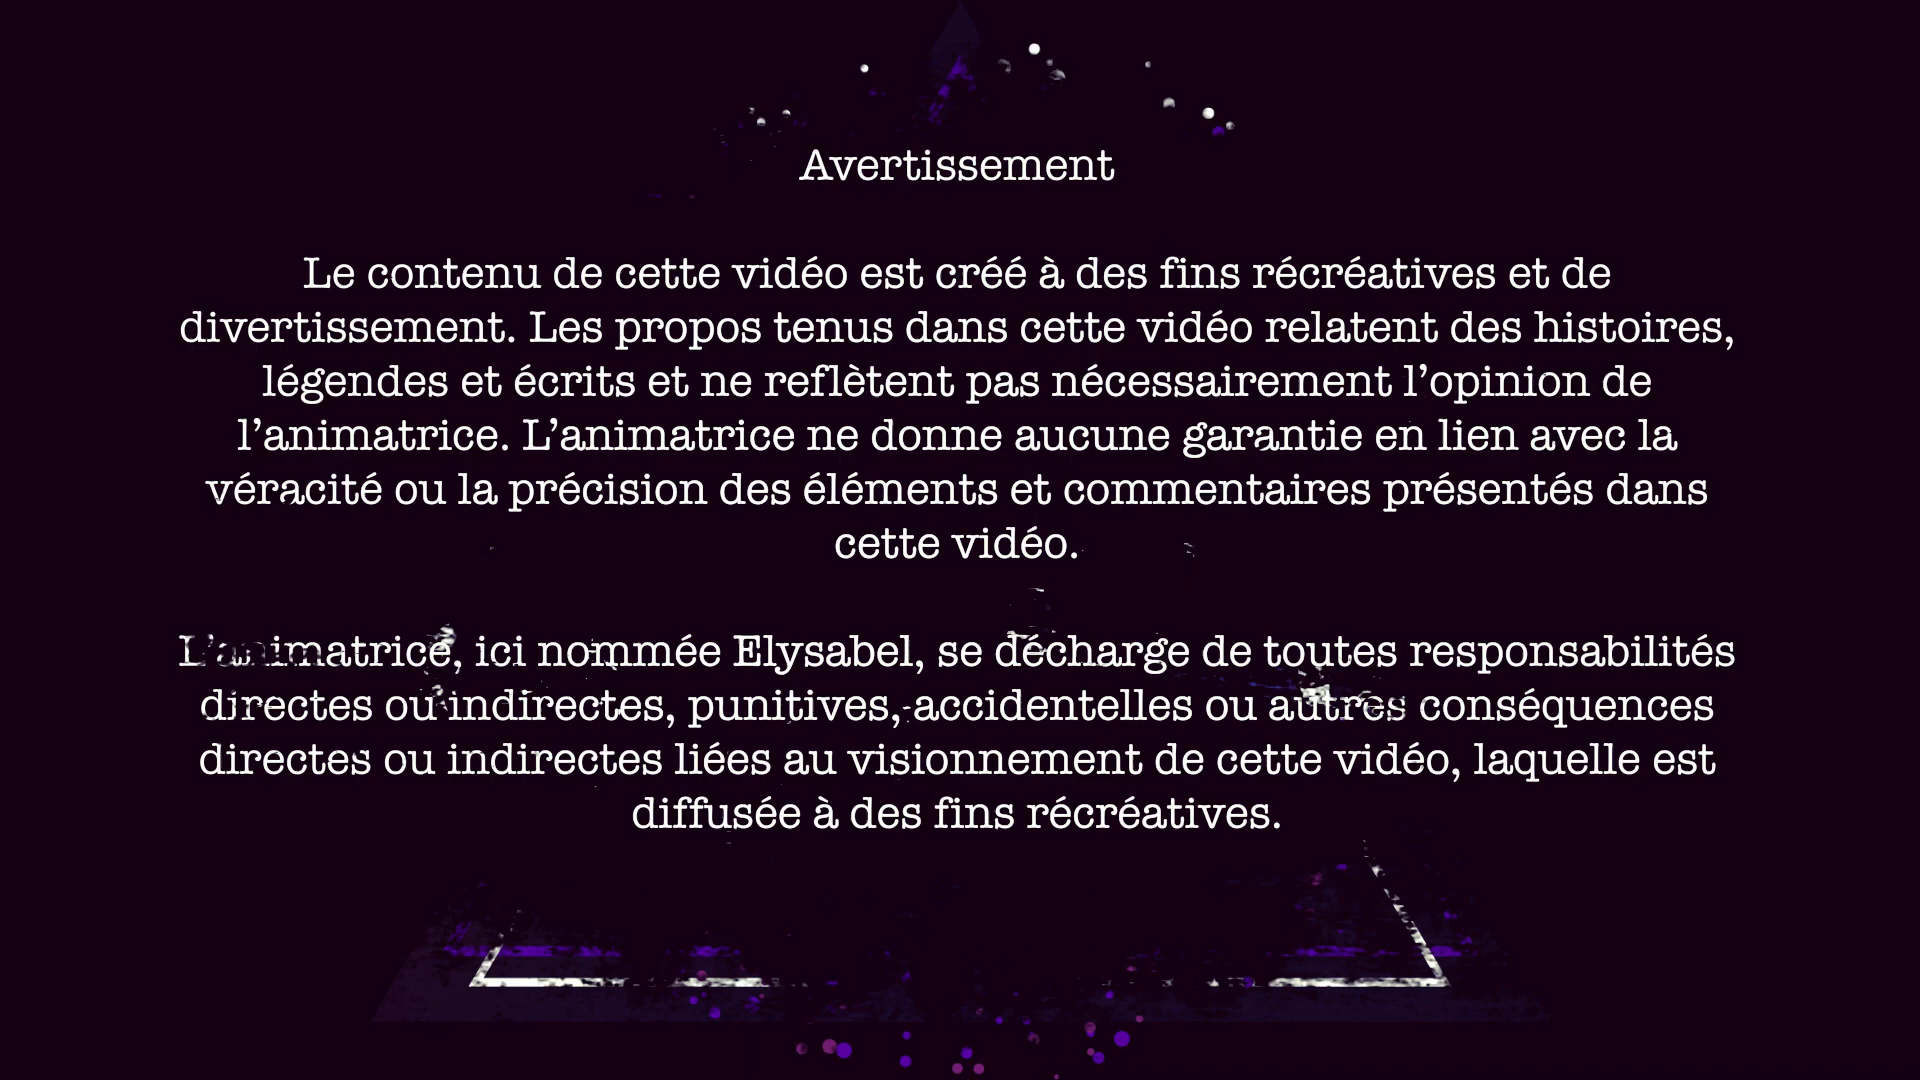 Avertissement
Le contenu de cette vidéo est créé à des fins récréatives et de
divertissement. Les propos tenus dans cette vidéo relatent des histoires,
légendes et écrits et ne reflètent pas nécessairement l’opinion de
l’animatrice. L’animatrice ne donne aucune garantie en lien avec la
véracité ou la précision des éléments et commentaires présentés dans
cette vidéo.
L’animatrice, ici nommée Elysabel, se décharge de toutes responsabilités
directes ou indirectes, punitives, accidentelles ou autres conséquences
directes ou indirectes liées au visionnement de cette vidéo, laquelle est
diffusée à des fins récréatives.